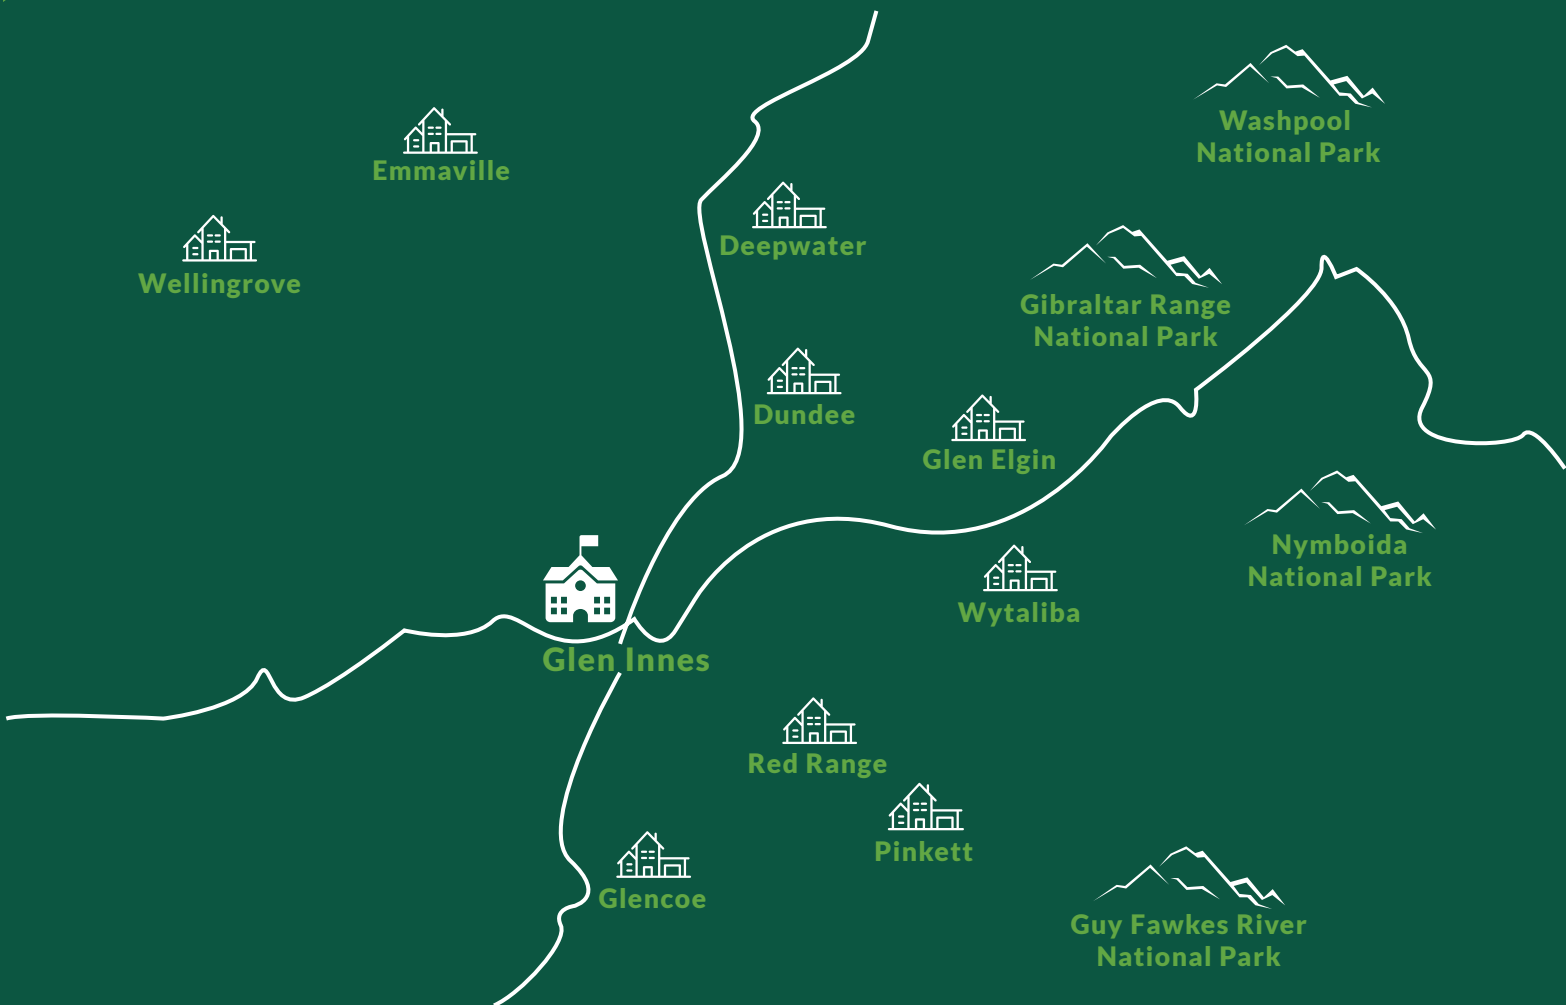 Washpool
National Park
Emmaville
Deepwater
Wellingrove
Gibraltar Range
National Park
Dundee
Glen Elgin
Nymboida
National Park
Wytaliba
Glen Innes
Red Range
Pinkett
Glencoe
Guy Fawkes River
National Park